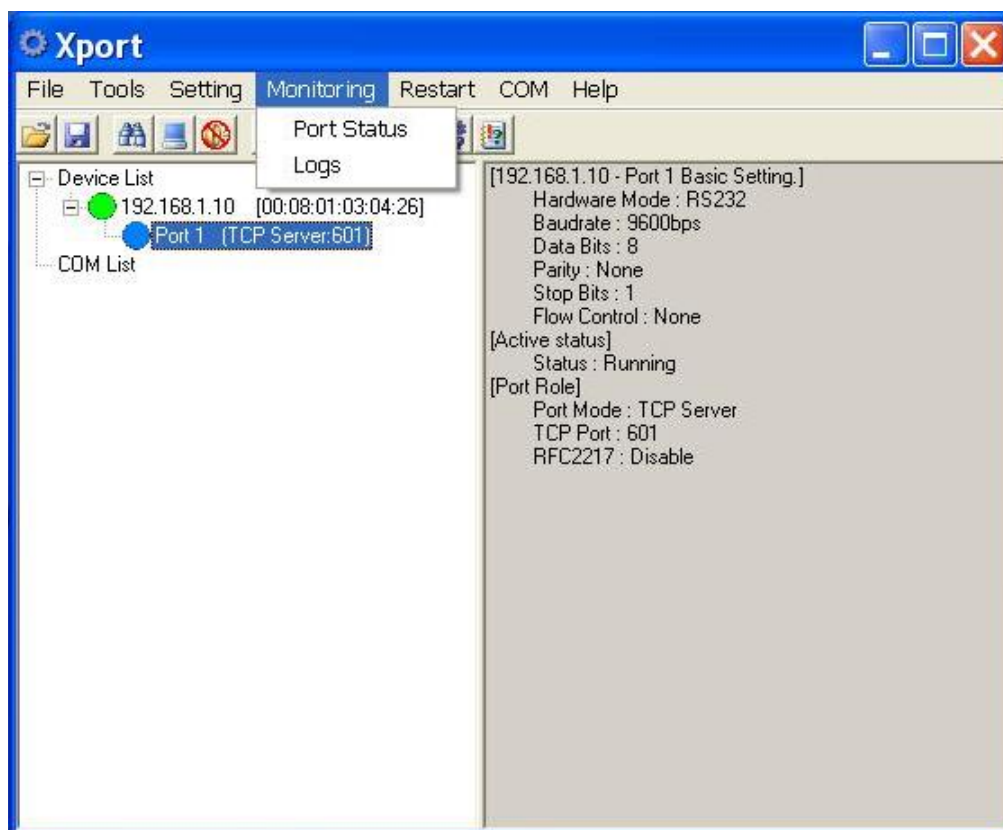 Xport
File Tools Setting Monitoring Restart COM Help
Port Status
Logs
Device List
192.168.1.10 [00:08:01:03:04:26]
Port 1 (TCP Server:601)
COM List
[192.168.1.10 - Port 1 Basic Setting.]
Hardware Mode : RS232
Baudrate : 9600bps
Data Bits : 8
Parity : None
Stop Bits : 1
Flow Control : None
[Active status]
Status : Running
[Port Role]
Port Mode : TCP Server
TCP Port : 601
RFC2217 : Disable